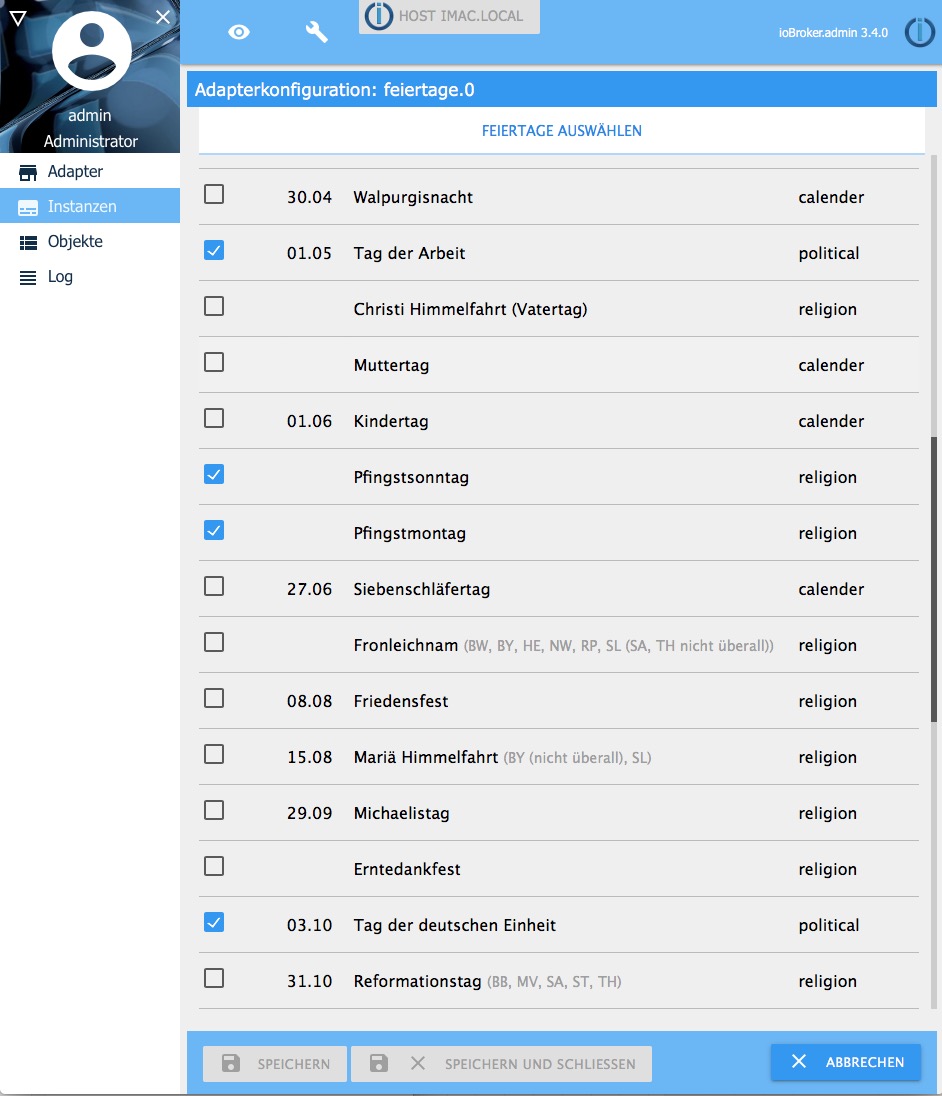 HOST IMAC.LOCAL
ioBroker.admin 3.4.0
admin
Administrator
Adapter
Instanzen
Objekte
Log
Adapterkonfiguration: feiertage.0
FEIERTAGE AUSWÄHLEN
30.04 Walpurgisnacht calender
01.05 Tag der Arbeit political
Christi Himmelfahrt (Vatertag) religion
Muttertag calender
01.06 Kindertag calender
Pfingstsonntag religion
Pfingstmontag religion
27.06 Siebenschläfertag calender
Fronleichnam (BW, BY, HE, NW, RP, SL (SA, TH nicht überall)) religion
08.08 Friedensfest religion
15.08 Mariä Himmelfahrt (BY (nicht überall), SL) religion
29.09 Michaelistag religion
Erntedankfest religion
03.10 Tag der deutschen Einheit political
31.10 Reformationstag (BB, MV, SA, ST, TH) religion
SPEICHERN SPEICHERN UND SCHLIESSEN ABBRECHEN